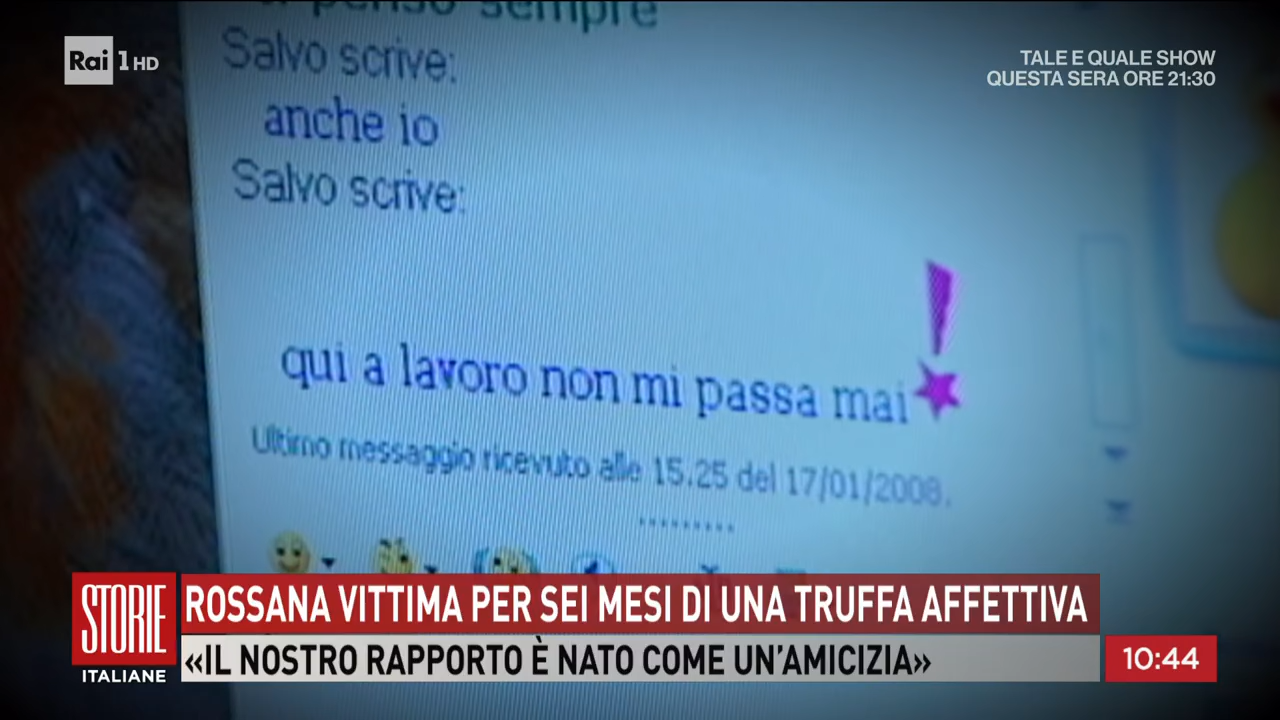 Rai 1 HD
TALE E QUALE SHOW
QUESTA SERA ORE 21:30
penso sempre
Salvo scrive:
anche io
Salvo scrive:
!
qui a lavoro non mi passa mai
Ultimo messaggio ricevuto alle 15.25 del 17/01/2008.
STORIE
ITALIANE
ROSSANA VITTIMA PER SEI MESI DI UNA TRUFFA AFFETTIVA
«IL NOSTRO RAPPORTO È NATO COME UN'AMICIZIA»
10:44